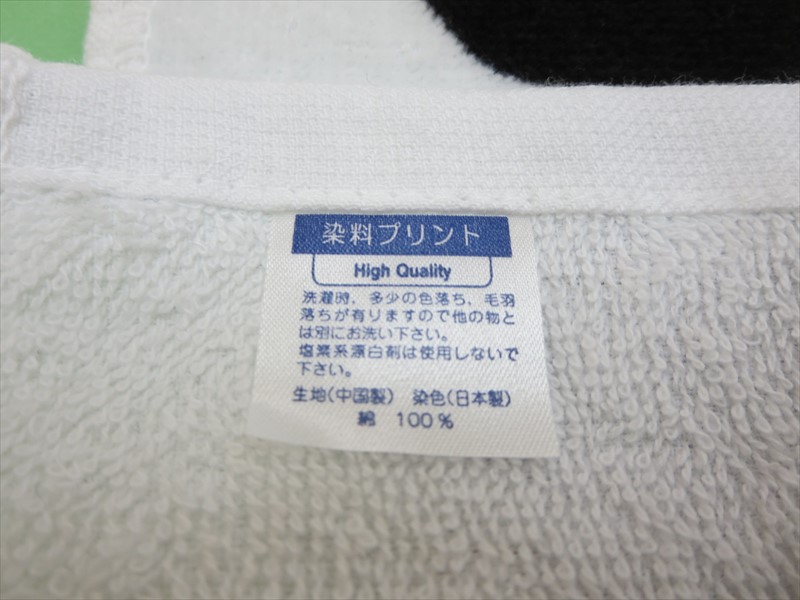 染料プリント
High Quality
洗濯時、多少の色落ち、毛羽
落ちが有りますので他の物と
は別にお洗い下さい。
塩素系漂白剤は使用しないで
下さい。
生地(中国製) 染色(日本製)
綿 100%